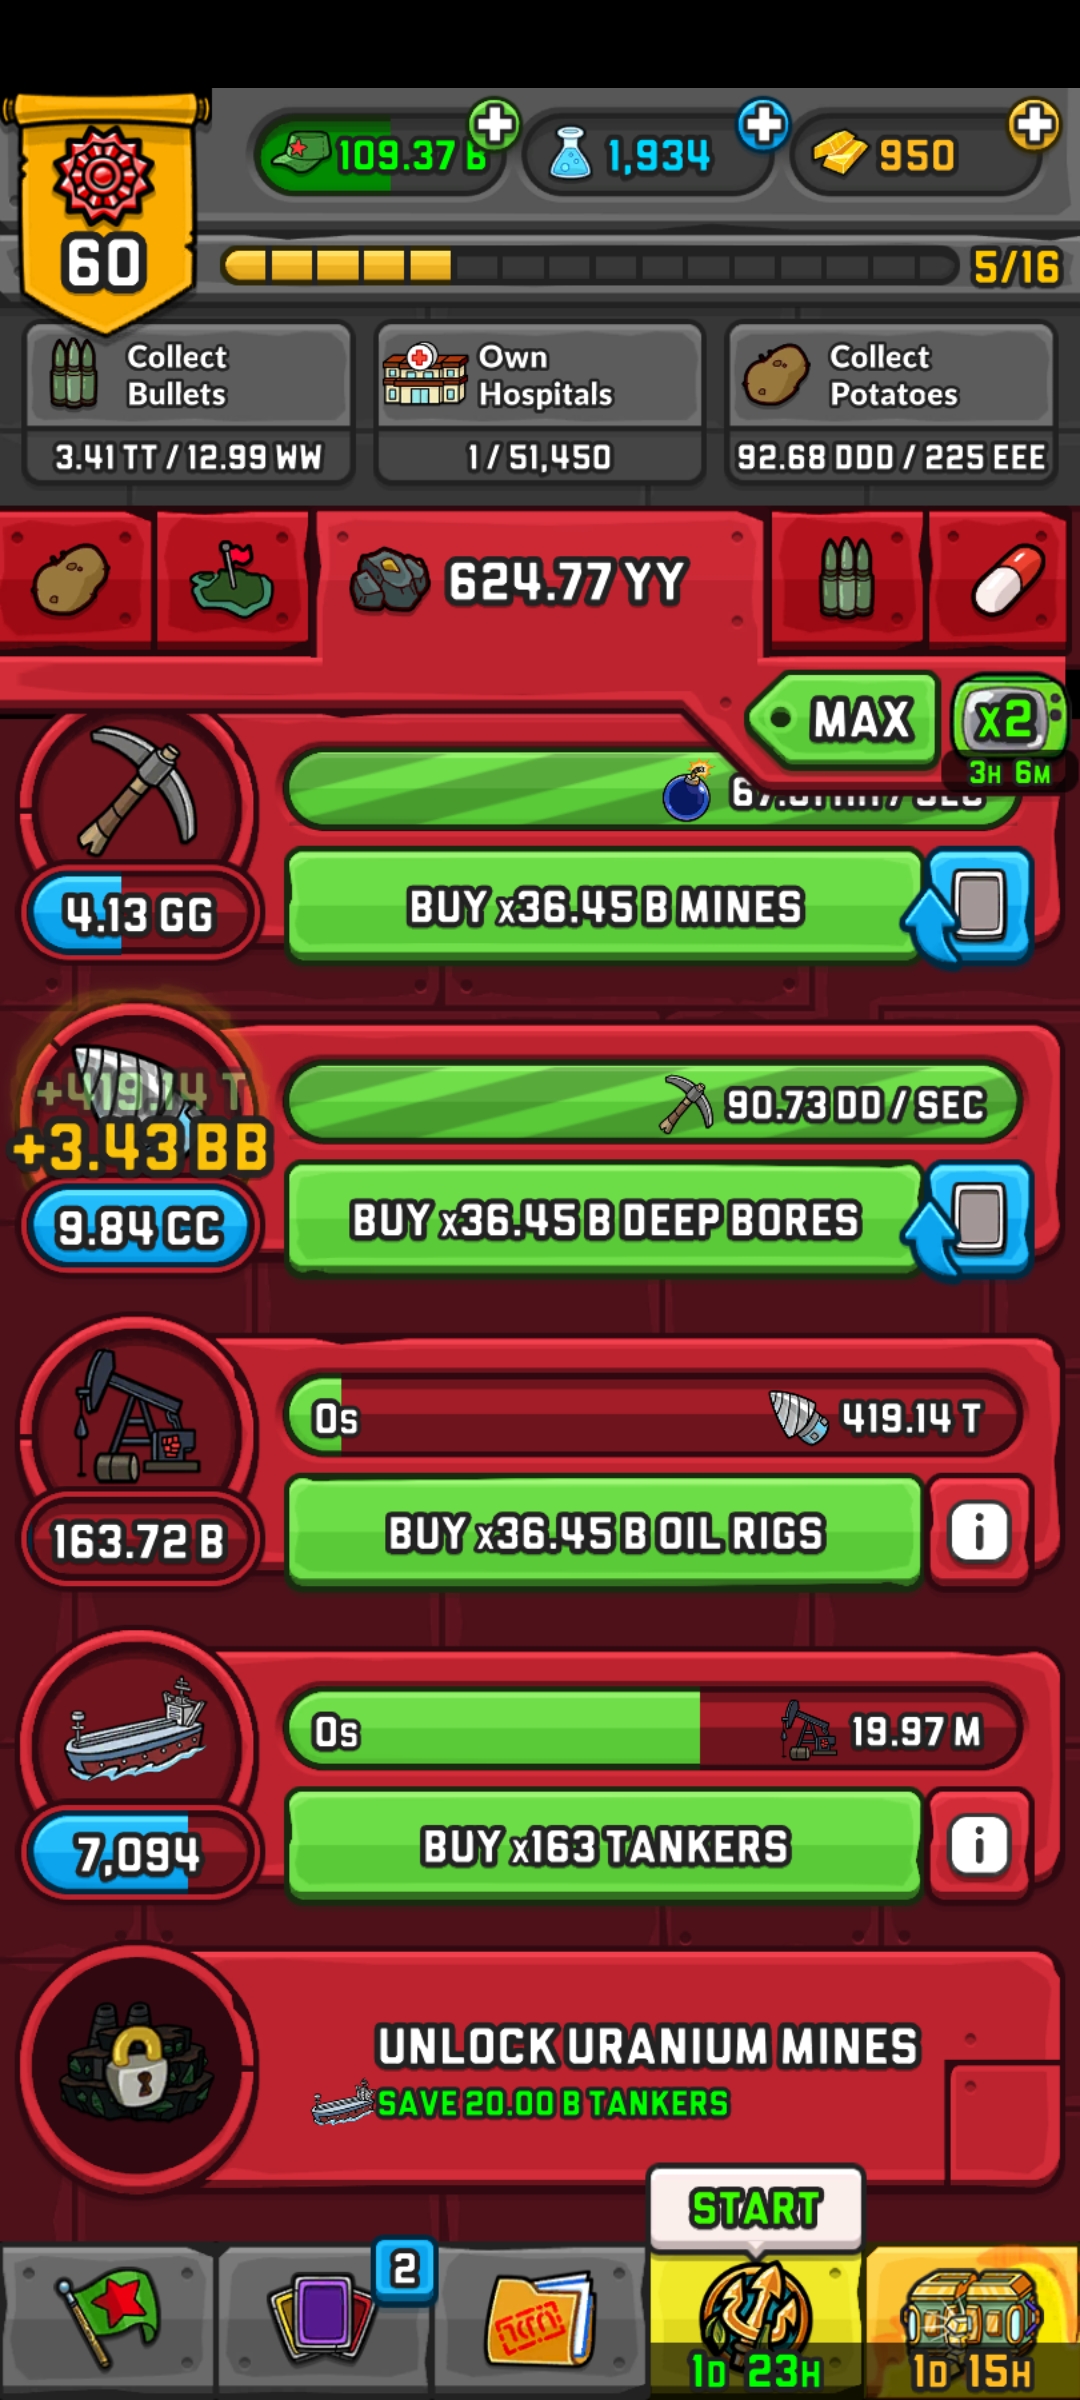 109.37 B
1,934
950
60
5/16
Collect
Bullets
3.41 TT / 12.99 WW
Own
Hospitals
1 / 51,450
Collect
Potatoes
92.68 DDD / 225 EEE
624.77 YY
MAX
x2
3H 6M
/ SEC
4.13 GG
BUY x36.45 B MINES
+419.14 T
+3.43 BB
90.73 DD / SEC
9.84 CC
BUY x36.45 B DEEP BORES
0s
419.14 T
163.72 B
BUY x36.45 B OIL RIGS
i
0s
19.97 M
7,094
BUY x163 TANKERS
i
UNLOCK URANIUM MINES
SAVE 20.00 B TANKERS
START
2
1D 23H
1D 15H